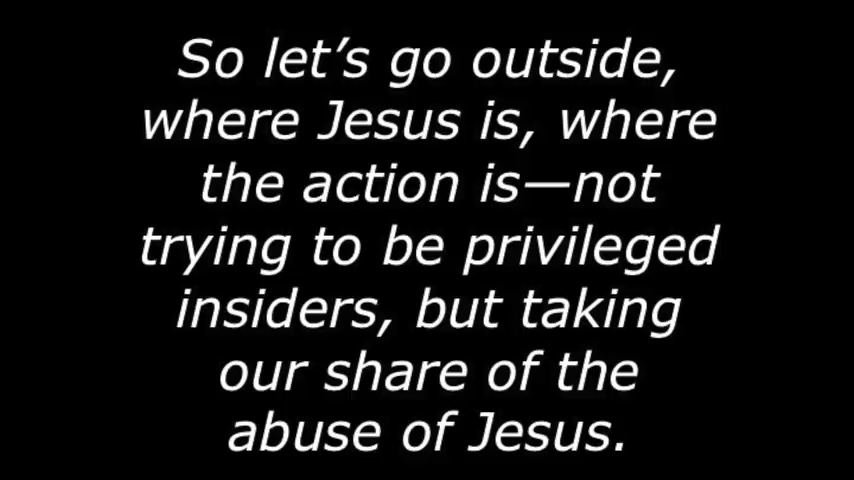 So let’s go outside,
where Jesus is, where
the action is—not
trying to be privileged
insiders, but taking
our share of the
abuse of Jesus.